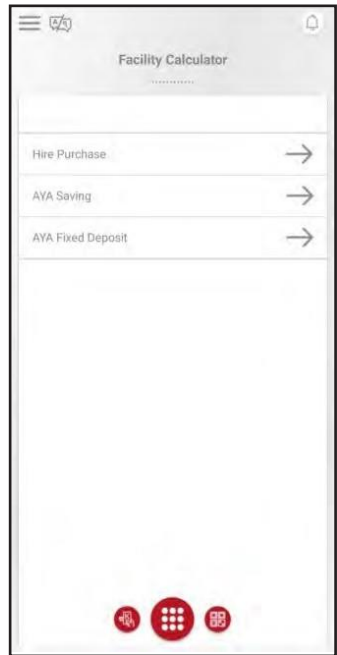 Facility Calculator
Hire Purchase
AYA Saving
AYA Fixed Deposit